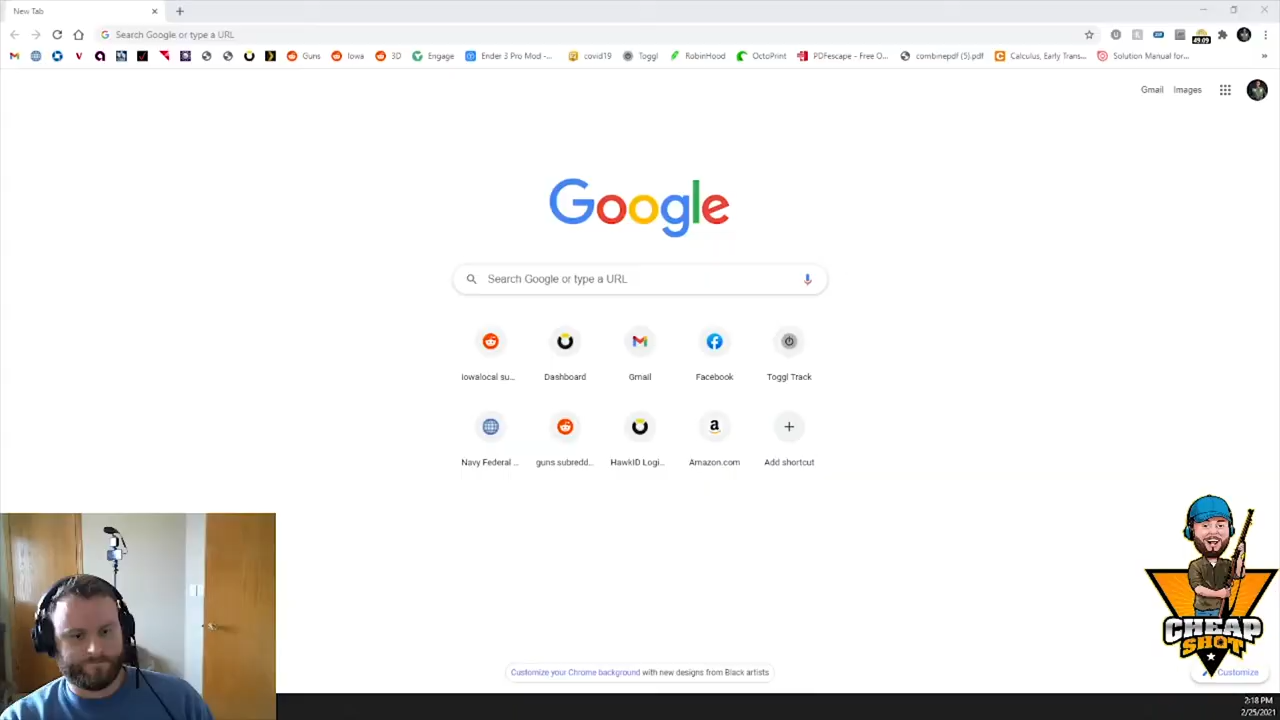 New Tab
Search Google or type a URL
49.09
Guns
Iowa
3D
Engage
Ender 3 Pro Mod -...
covid19
Toggl
RobinHood
OctoPrint
PDFescape - Free O...
combinepdf (5).pdf
Calculus, Early Trans...
Solution Manual for...
Gmail
Images
Google
Search Google or type a URL
iowalocal su...
Dashboard
Gmail
Facebook
Toggl Track
Navy Federal ...
guns subredd...
HawkID Logi...
Amazon.com
Add shortcut
CHEAP
SHOT
Customize your Chrome background with new designs from Black artists
Customize
2:18 PM
2/25/2021